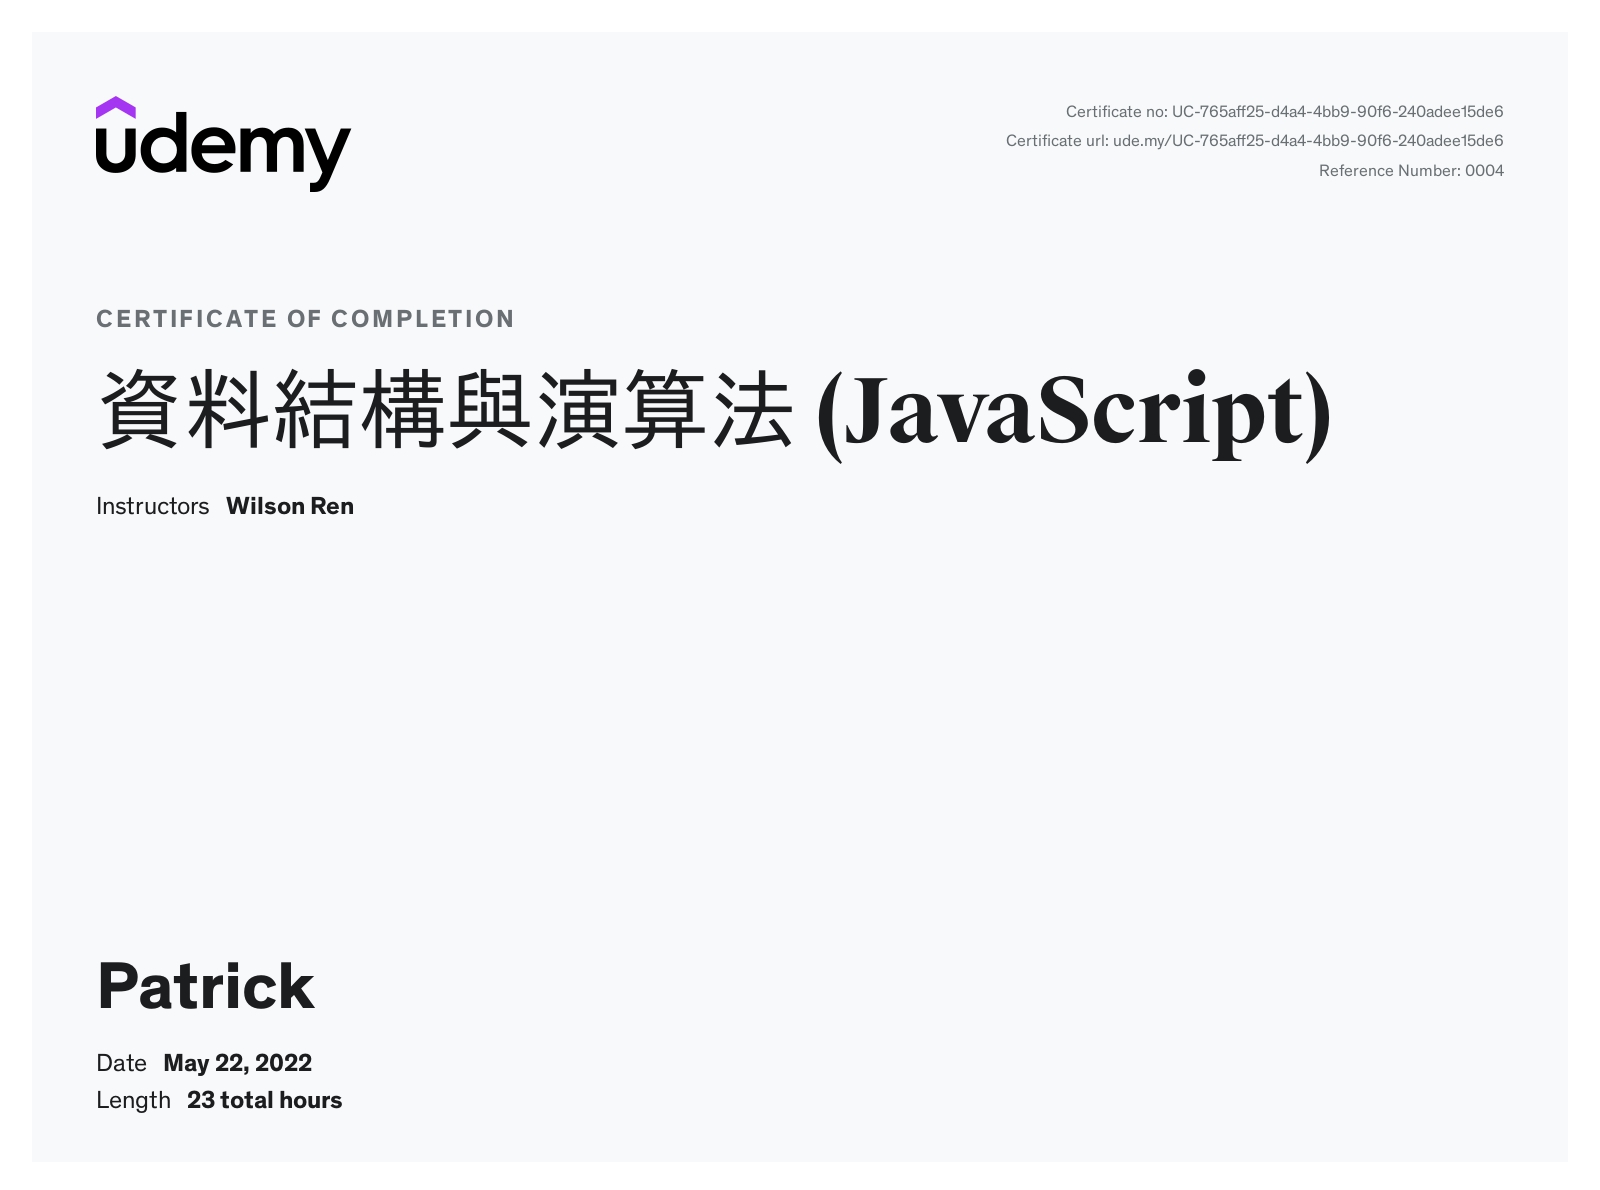 udemy
Certificate no: UC-765aff25-d4a4-4bb9-90f6-240adee15de6
Certificate url: ude.my/UC-765aff25-d4a4-4bb9-90f6-240adee15de6
Reference Number: 0004
CERTIFICATE OF COMPLETION
資料結構與演算法 (JavaScript)
Instructors Wilson Ren
Patrick
Date May 22, 2022
Length 23 total hours